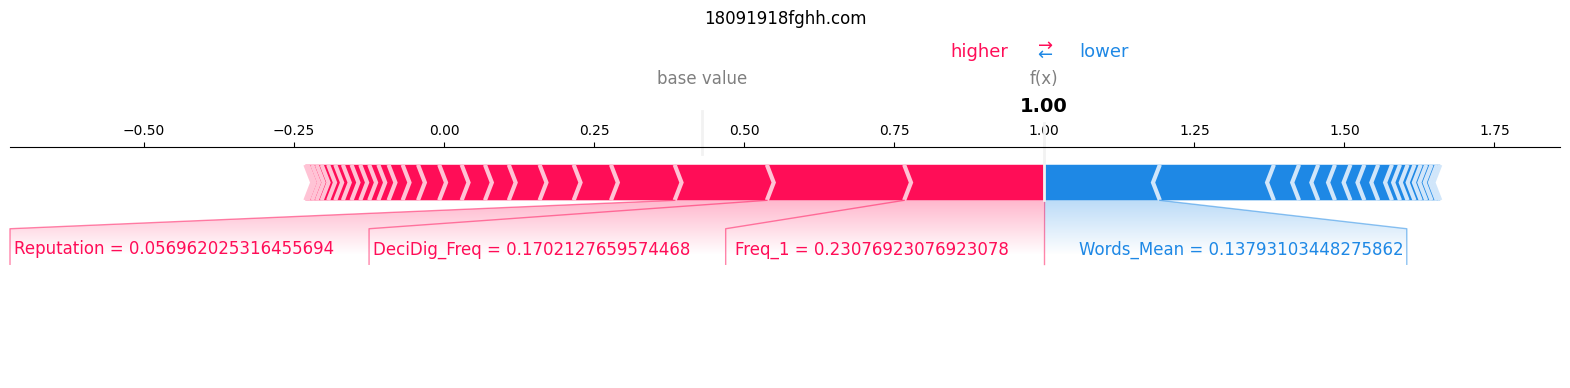 18091918fghh.com
higher ⇄ lower
base value f(x)
1.00
−0.50 −0.25 0.00 0.25 0.50 0.75 1.00 1.25 1.50 1.75
Reputation = 0.056962025316455694 DeciDig_Freq = 0.1702127659574468 Freq_1 = 0.23076923076923078 Words_Mean = 0.13793103448275862